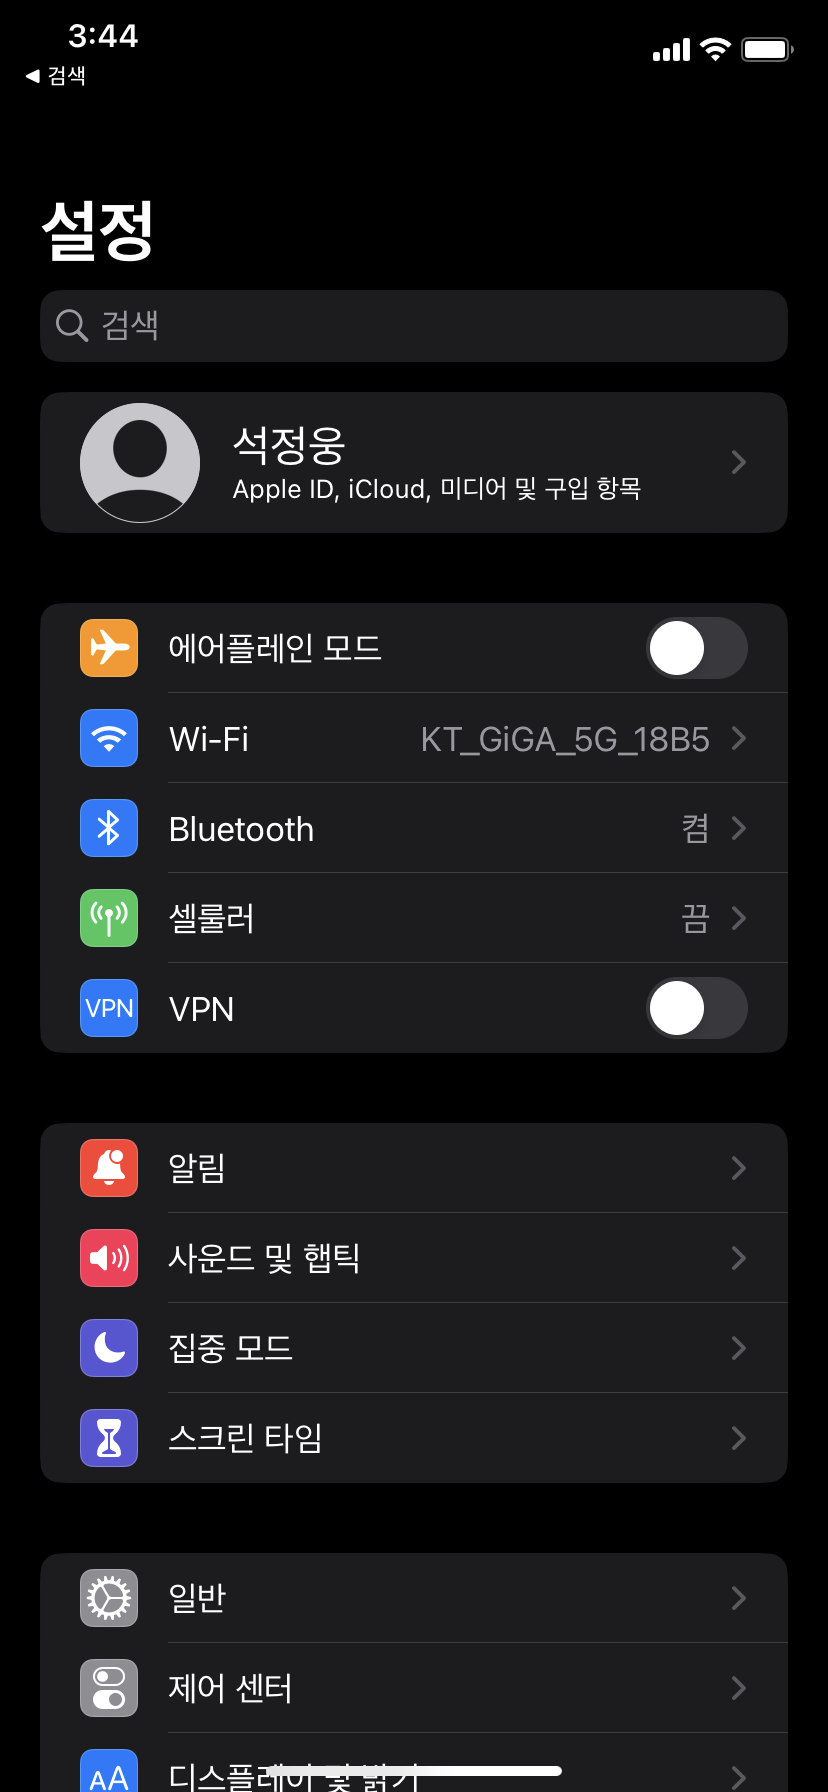 3:44
◀ 검색
설정
검색
석정웅
Apple ID, iCloud, 미디어 및 구입 항목
에어플레인 모드
Wi-Fi KT_GiGA_5G_18B5
Bluetooth 켬
셀룰러 끔
VPN VPN
알림
사운드 및 햅틱
집중 모드
스크린 타임
일반
제어 센터
AA 디스플레이 및 밝기